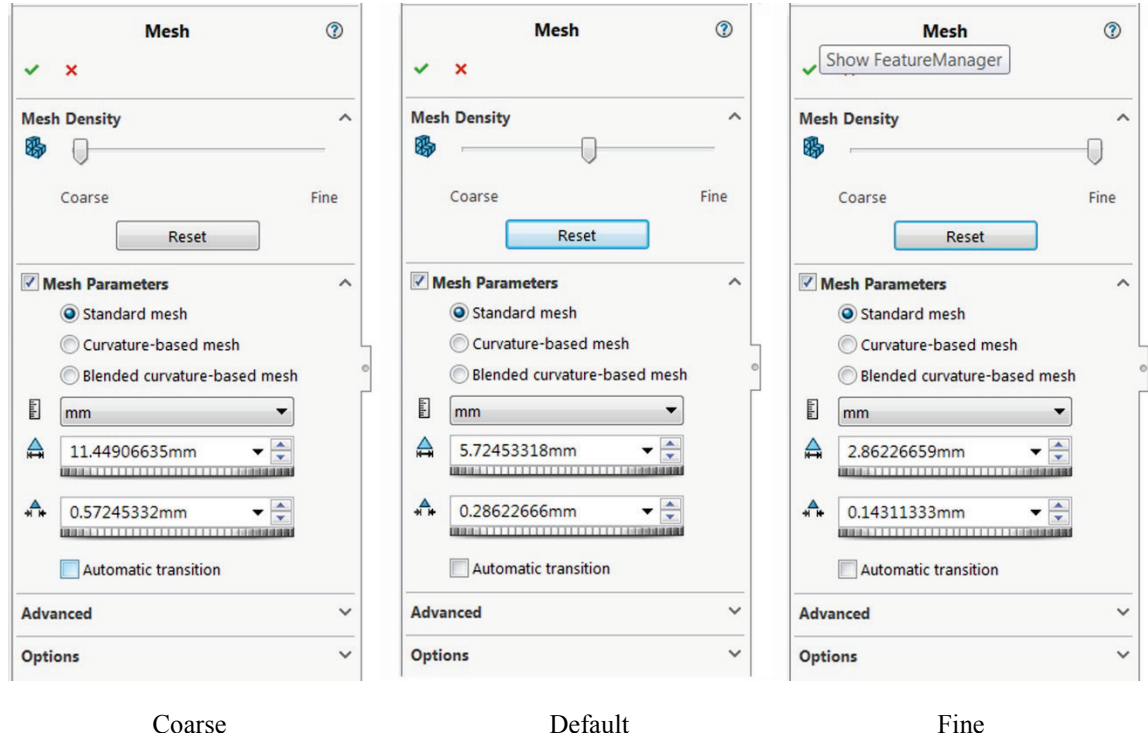 Mesh
Mesh Density
Coarse Fine
Reset
Mesh Parameters
Standard mesh
Curvature-based mesh
Blended curvature-based mesh
mm
11.44906635mm
0.57245332mm
Automatic transition
Advanced
Options
Coarse
Mesh
Mesh Density
Coarse Fine
Reset
Mesh Parameters
Standard mesh
Curvature-based mesh
Blended curvature-based mesh
mm
5.72453318mm
0.28622666mm
Automatic transition
Advanced
Options
Default
Mesh
Show FeatureManager
Mesh Density
Coarse Fine
Reset
Mesh Parameters
Standard mesh
Curvature-based mesh
Blended curvature-based mesh
mm
2.86226659mm
0.14311333mm
Automatic transition
Advanced
Options
Fine